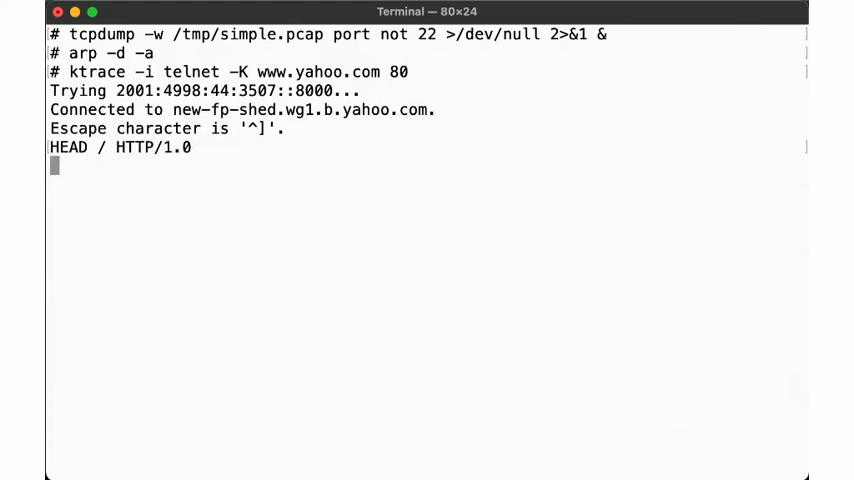 Terminal — 80×24
# tcpdump -w /tmp/simple.pcap port not 22 >/dev/null 2>&1 &
# arp -d -a
# ktrace -i telnet -K www.yahoo.com 80
Trying 2001:4998:44:3507::8000...
Connected to new-fp-shed.wg1.b.yahoo.com.
Escape character is '^]'.
HEAD / HTTP/1.0